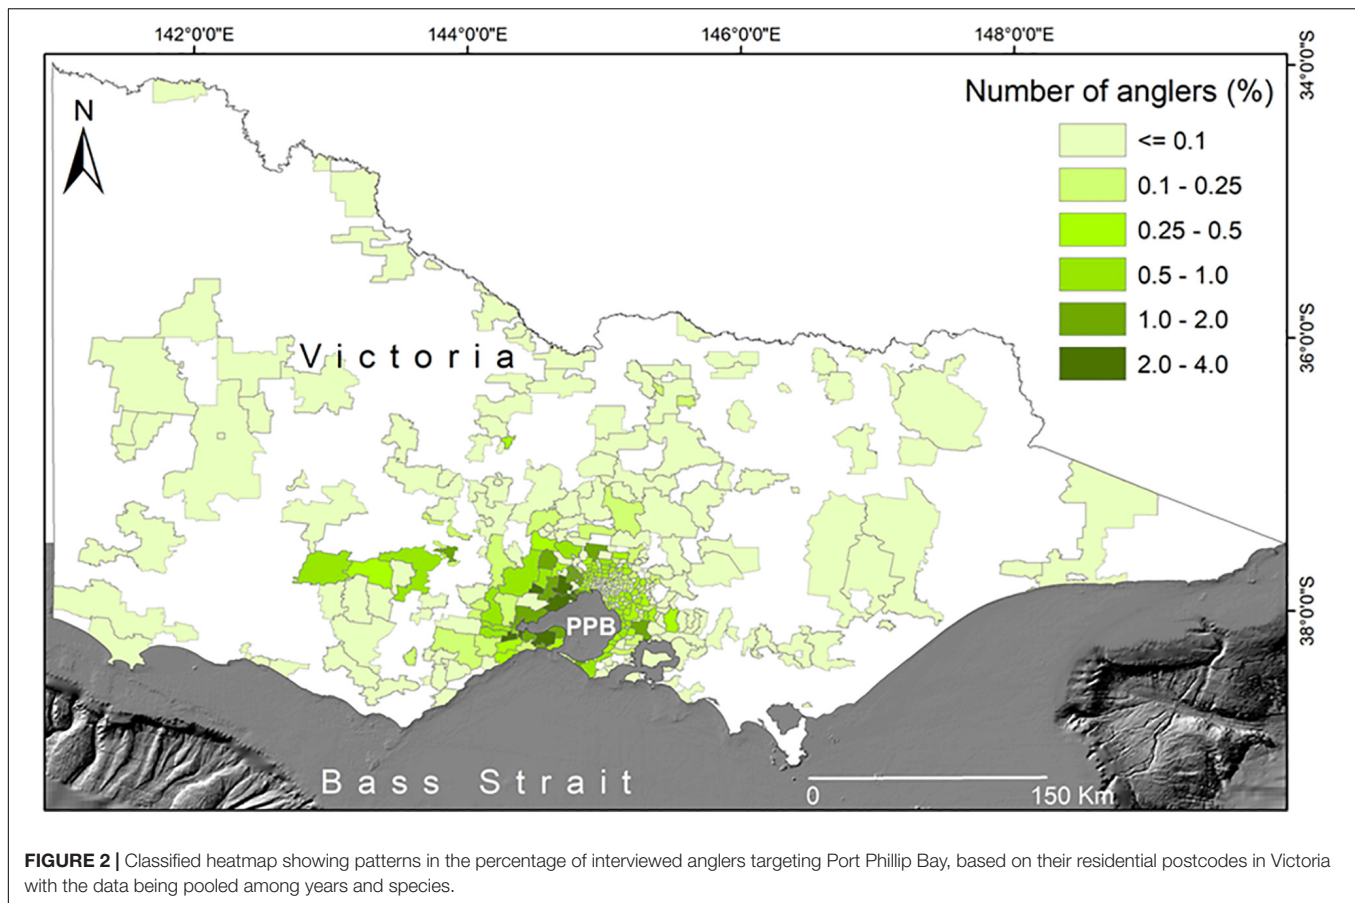 142°0'0"E 144°0'0"E 146°0'0"E 148°0'0"E
34°0'0"S
N
Number of anglers (%)
<= 0.1
0.1 - 0.25
0.25 - 0.5
0.5 - 1.0
1.0 - 2.0
2.0 - 4.0
36°0'0"S
Victoria
38°0'0"S
PPB
Bass Strait
0 150 Km
FIGURE 2 | Classified heatmap showing patterns in the percentage of interviewed anglers targeting Port Phillip Bay, based on their residential postcodes in Victoria
with the data being pooled among years and species.